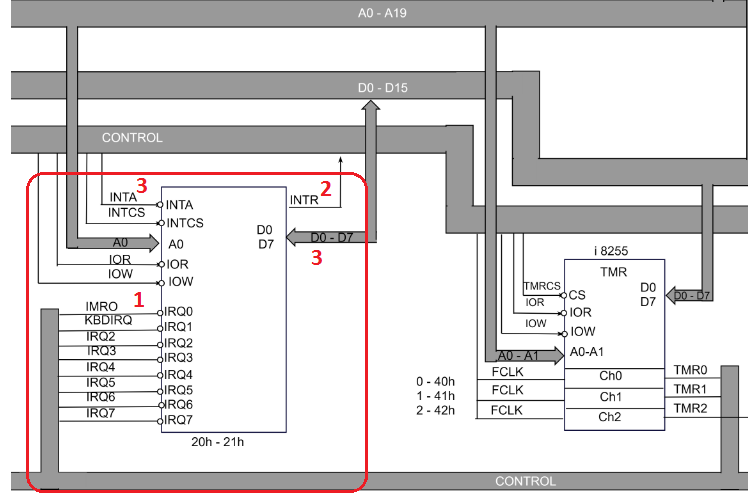 A0 - A19
D0 - D15
CONTROL
3
2
INTA
INTA
INTR
INTCS
INTCS
D0
D7
A0
A0
D0 - D7
3
IOR
IOR
IOW
IOW
1
IMRO
IRQ0
KBDIRQ
IRQ1
IRQ2
IRQ2
IRQ3
IRQ3
IRQ4
IRQ4
IRQ5
IRQ5
IRQ6
IRQ6
IRQ7
IRQ7
20h - 21h
i 8255
TMR
TMRCS
CS
D0
D7
D0 - D7
IOR
IOR
IOW
IOW
A0 - A1
A0-A1
0 - 40h
FCLK
Ch0
TMR0
1 - 41h
FCLK
Ch1
TMR1
2 - 42h
FCLK
Ch2
TMR2
CONTROL